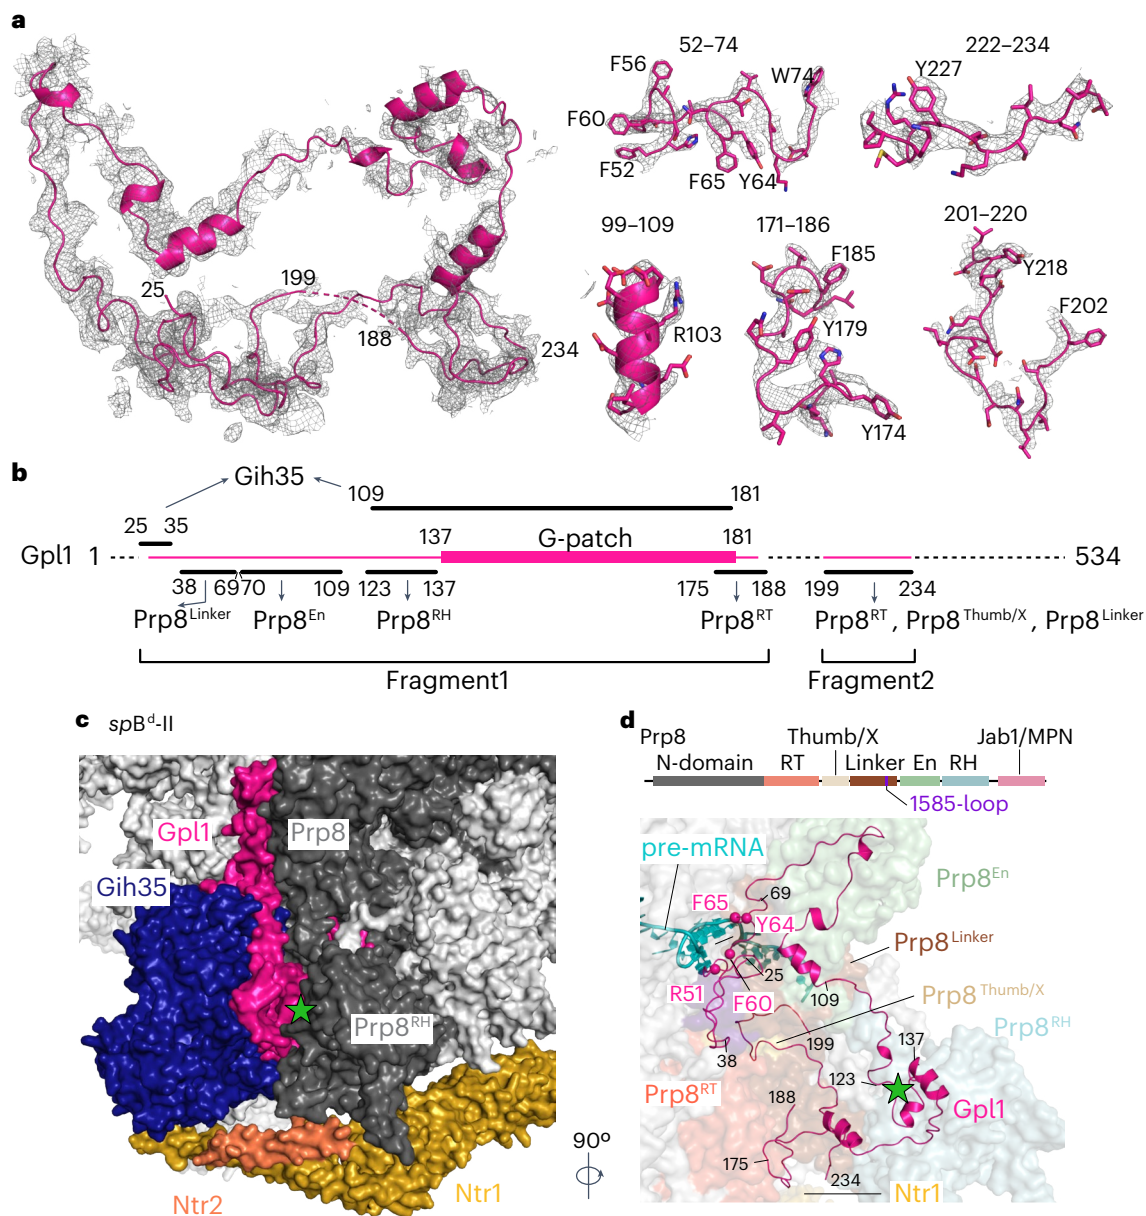 a
52–74
222–234
F56
W74
Y227
F60
F52
F65
Y64
99–109
171–186
201–220
F185
Y218
F202
R103
Y179
Y174
25
199
188
234
b
Gih35
109
181
25
35
137
G-patch
181
Gpl1
1
534
38
69
70
109
123
137
175
188
199
234
Prp8Linker
Prp8En
Prp8RH
Prp8RT
Prp8RT, Prp8Thumb/X, Prp8Linker
Fragment1
Fragment2
c
spBd-II
Gpl1
Prp8
Gih35
Prp8RH
Ntr2
Ntr1
90º
d
Prp8
Thumb/X
Jab1/MPN
N-domain
RT
Linker
En
RH
1585-loop
pre-mRNA
Prp8En
69
F65
Y64
Prp8Linker
25
R51
F60
109
Prp8Thumb/X
Prp8RH
38
199
137
123
Prp8RT
188
Gpl1
175
234
Ntr1